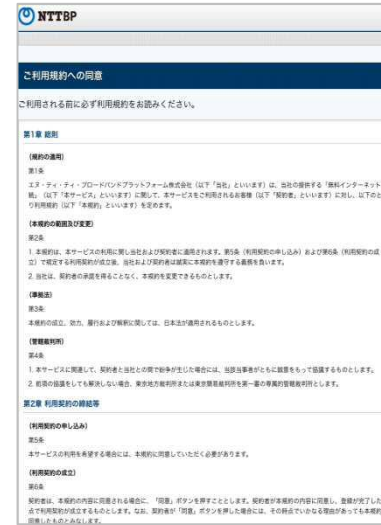 NTTBP
ご利用規約への同意
ご利用される前に必ず利用規約をお読みください。
第1章 総則
(規約の適用)
第1条
エヌ・ティ・ティ・ブロードバンドプラットフォーム株式会社（以下「当社」といいます）は、当社の提供する「無料インターネット接
続」（以下「本サービス」といいます）に関して、本サービスをご利用されるお客様（以下「契約者」といいます）に対し、以下のと
り利用規約（以下「本規約」といいます）を定めます。
(本規約の範囲及び変更)
第2条
1. 本規約は、本サービスの利用に関し当社および契約者に適用されます。第5条（利用契約の申し込み）および第6条（利用契約の成
立）で規定する利用契約が成立後、当社および契約者は誠実に本規約を遵守する義務を負います。
2. 当社は、契約者の承諾を得ることなく、本規約を変更できるものとします。
(準拠法)
第3条
本規約の成立、効力、履行および解釈に関しては、日本法が適用されるものとします。
(管轄裁判所)
第4条
1. 本サービスに関連して、契約者と当社との間で紛争が生じた場合には、当該当事者がともに誠意をもって協議するものとします。
2. 前項の協議をしても解決しない場合、東京地方裁判所または東京簡易裁判所を第一審の専属的管轄裁判所とします。
第2章 利用契約の締結等
(利用契約の申し込み)
第5条
本サービスの利用を希望する場合には、本規約に同意していただく必要があります。
(利用契約の成立)
第6条
契約者は、本規約の内容に同意される場合に、「同意」ボタンを押すこととします。契約者が本規約の内容に同意し、登録が完了した
点で利用契約が成立するものとします。なお、契約者が「同意」ボタンを押した場合には、その時点でいかなる理由があっても本規約
同意したものとみなします。